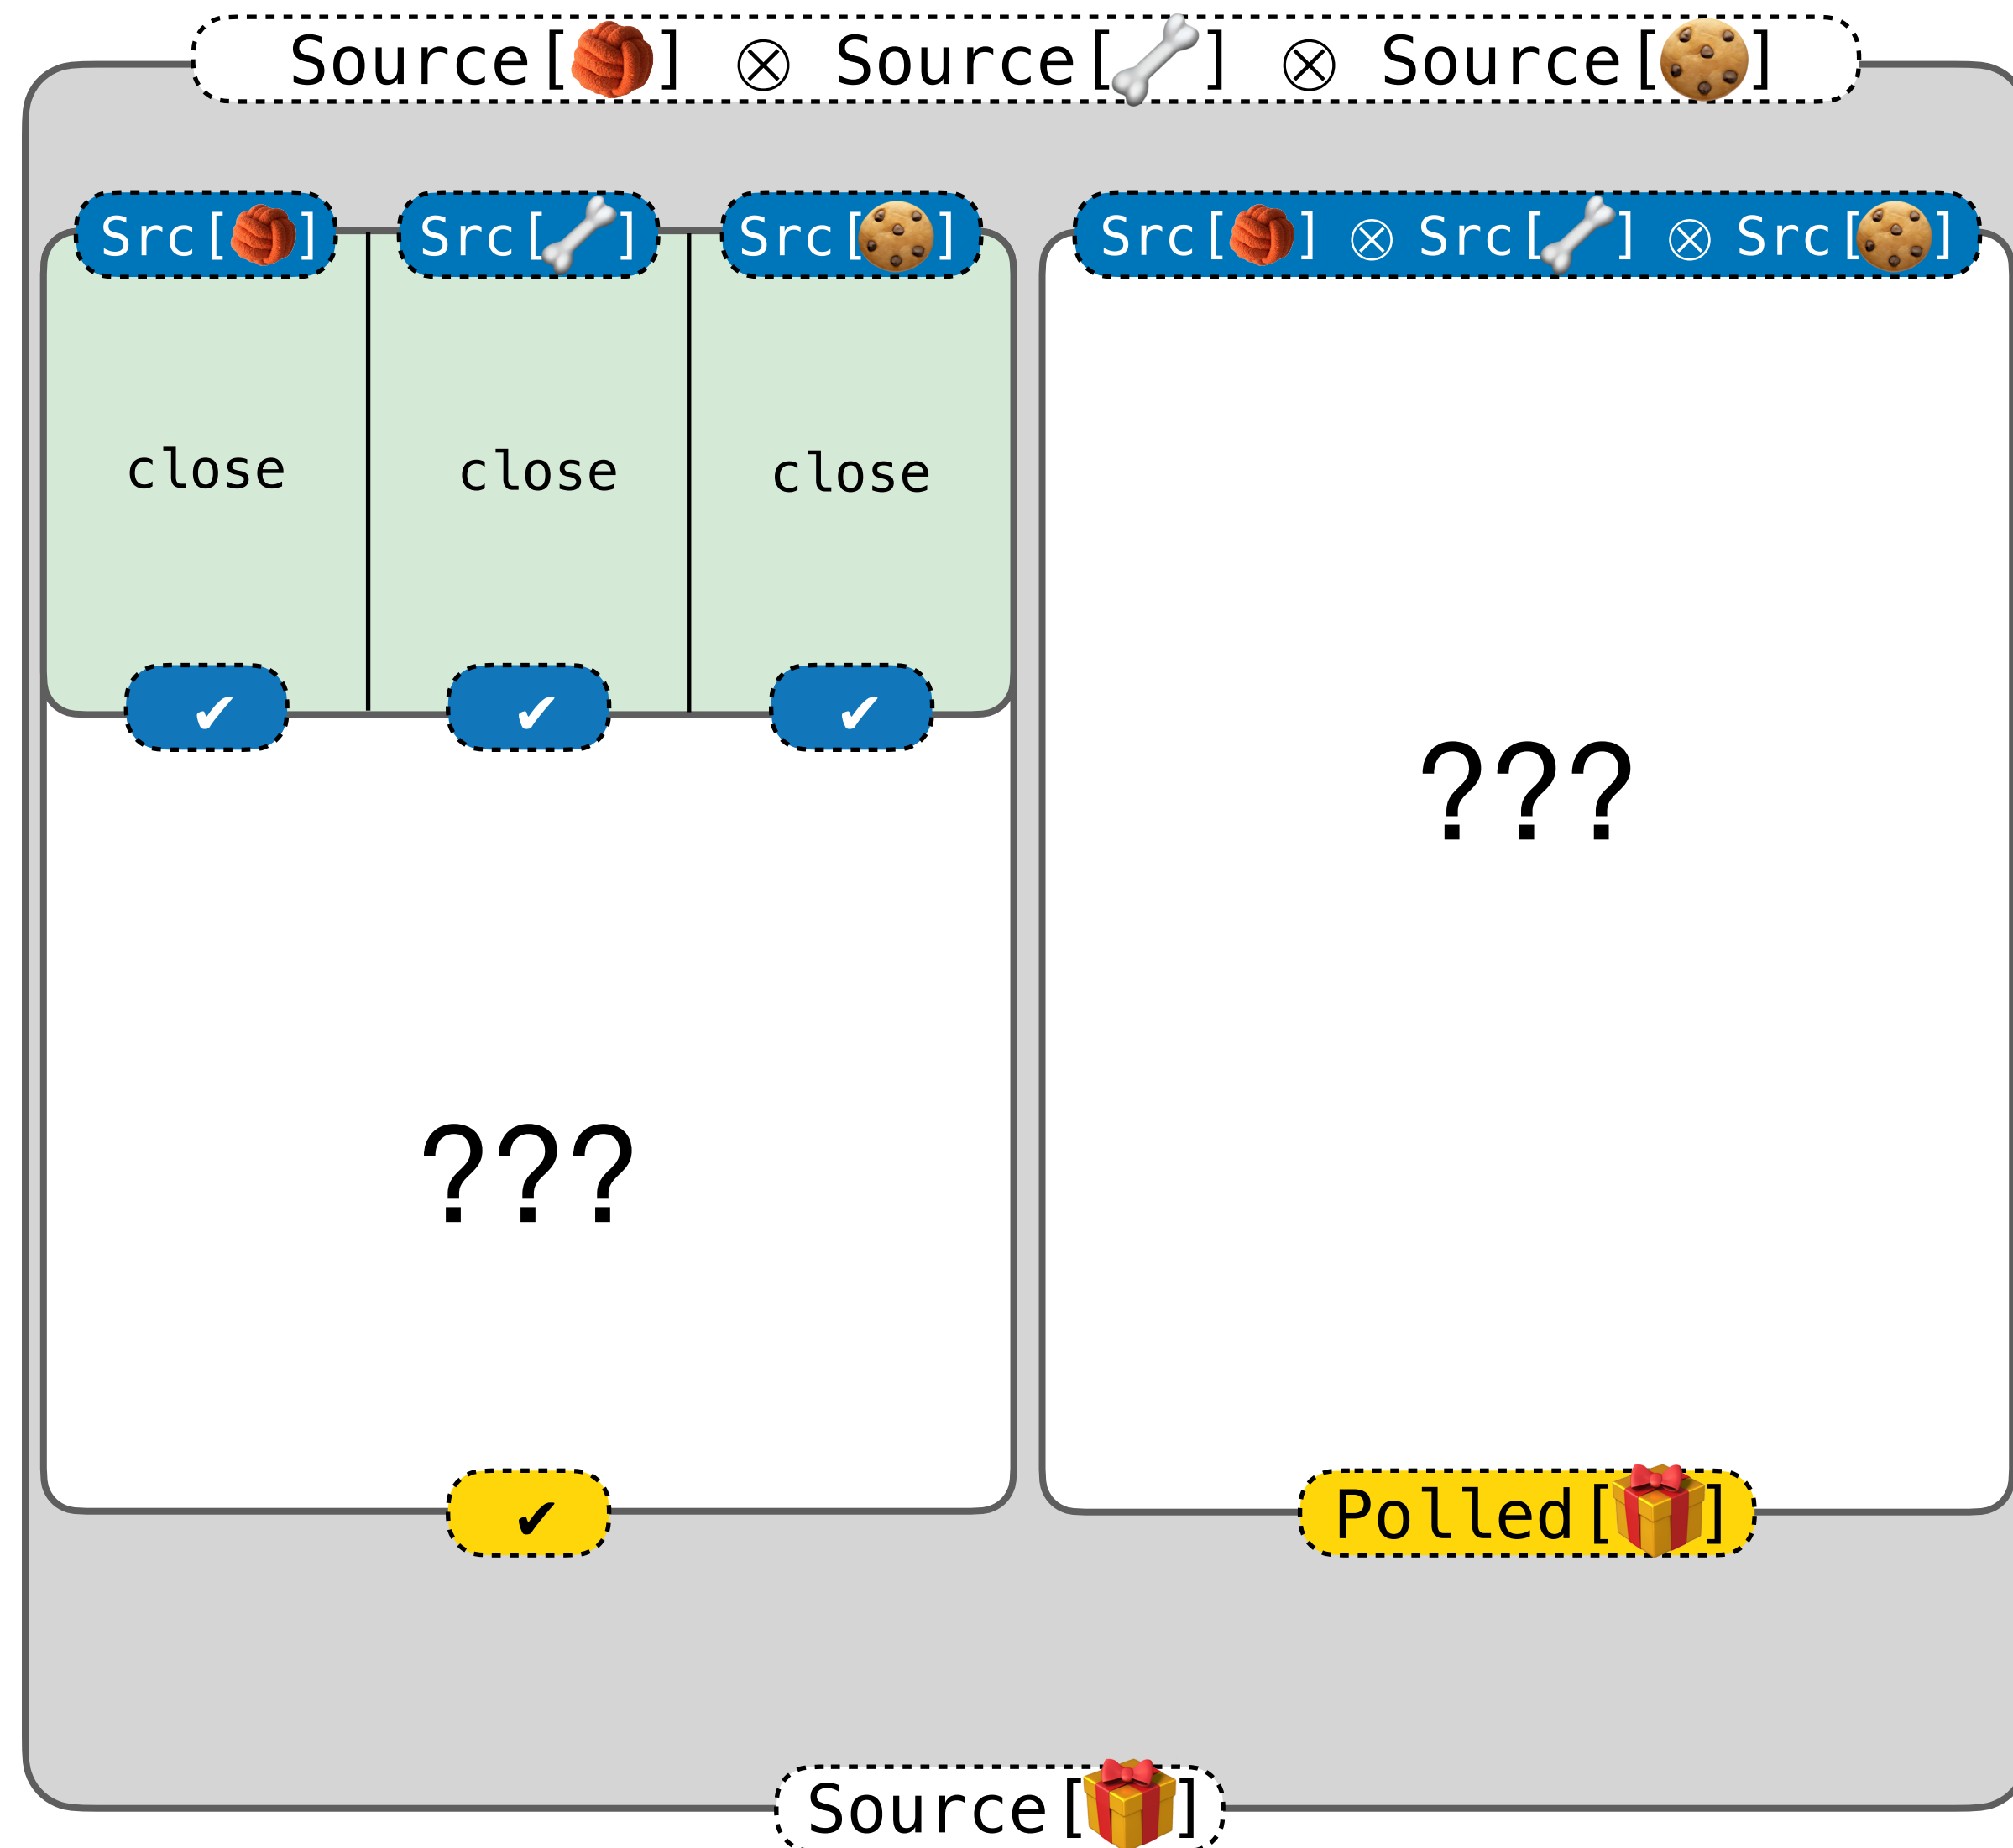 Source[🧶] ⊗ Source[🦴] ⊗ Source[🍪]
Src[🧶] Src[🦴] Src[🍪] Src[🧶] ⊗ Src[🦴] ⊗ Src[🍪]
close close close
✔ ✔ ✔
???
???
✔ Polled[🎁]
Source[🎁]